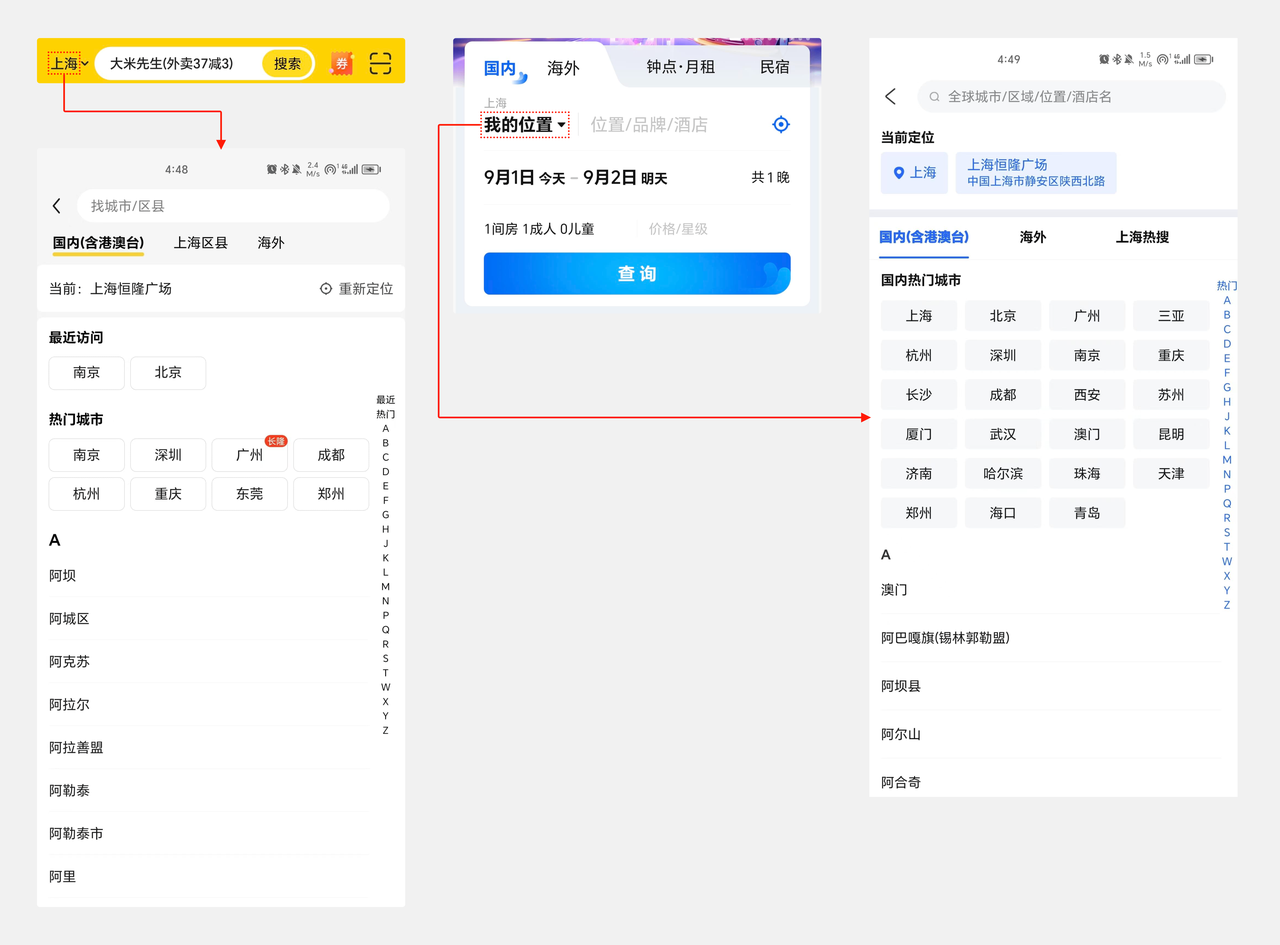 上海
大米先生(外卖37减3)
搜索
券
4:48
2.4
M/s
找城市/区县
国内(含港澳台)
上海区县
海外
当前：上海恒隆广场
重新定位
最近访问
南京
北京
热门城市
南京
深圳
广州
长隆
成都
杭州
重庆
东莞
郑州
A
阿坝
阿城区
阿克苏
阿拉尔
阿拉善盟
阿勒泰
阿勒泰市
阿里
最近
热门
A
B
C
D
E
F
G
H
J
K
L
M
N
P
Q
R
S
T
W
X
Y
Z
国内
海外
钟点·月租
民宿
上海
我的位置
位置/品牌/酒店
9月1日 今天 – 9月2日 明天
共1晚
1间房 1成人 0儿童
价格/星级
查询
4:49
1.5
M/s
全球城市/区域/位置/酒店名
当前定位
上海
上海恒隆广场
中国上海市静安区陕西北路
国内(含港澳台)
海外
上海热搜
国内热门城市
上海
北京
广州
三亚
杭州
深圳
南京
重庆
长沙
成都
西安
苏州
厦门
武汉
澳门
昆明
济南
哈尔滨
珠海
天津
郑州
海口
青岛
A
澳门
阿巴嘎旗(锡林郭勒盟)
阿坝县
阿尔山
阿合奇
热门
A
B
C
D
E
F
G
H
J
K
L
M
N
P
Q
R
S
T
W
X
Y
Z